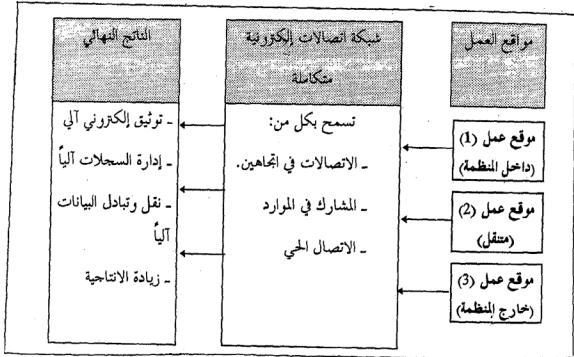 مواقع العمل
موقع عمل (1)
(داخل المنظمة)
موقع عمل (2)
(متنقل)
موقع عمل (3)
(خارج المنظمة)
شبكة اتصالات إلكترونية
متكاملة
تسمح بكل من:
ـ الاتصالات في اتجاهين.
ـ المشارك في الموارد
ـ الاتصال الحي
الناتج النهائي
ـ توثيق إلكتروني آلي
ـ إدارة السجلات آلياً
ـ نقل وتبادل البيانات
آلياً
ـ زيادة الانتاجية